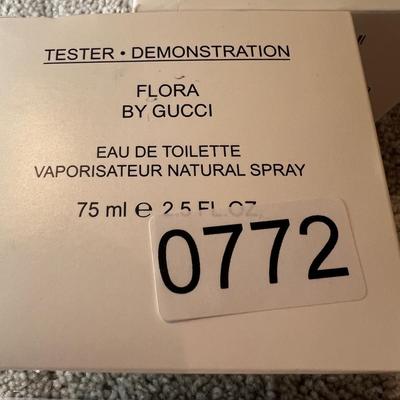 TESTER • DEMONSTRATION
FLORA
BY GUCCI
EAU DE TOILETTE
VAPORISATEUR NATURAL SPRAY
75 ml ℮ 2.5 FL.OZ.
0772